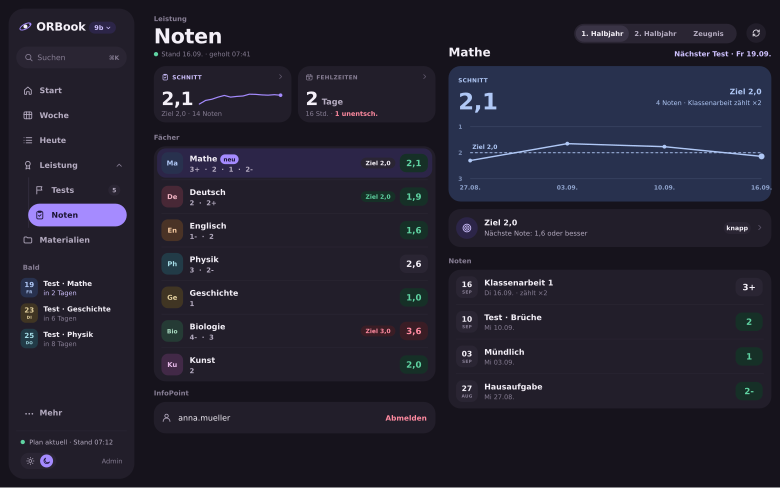 ORBook 9b
Suchen ⌘K
Start
Woche
Heute
Leistung
Tests 5
Noten
Materialien
Bald
19 FR Test · Mathe
in 2 Tagen
23 DI Test · Geschichte
in 6 Tagen
25 DO Test · Physik
in 8 Tagen
Mehr
Plan aktuell · Stand 07:12
Admin
Leistung
Noten
Stand 16.09. · geholt 07:41
1. Halbjahr 2. Halbjahr Zeugnis
SCHNITT
2,1
Ziel 2,0 · 14 Noten
FEHLZEITEN
2 Tage
16 Std. · 1 unentsch.
Fächer
Ma Mathe neu Ziel 2,0 2,1
3+ · 2 · 1 · 2-
De Deutsch Ziel 2,0 1,9
2 · 2+
En Englisch 1,6
1- · 2
Ph Physik 2,6
3 · 2-
Ge Geschichte 1,0
1
Bio Biologie Ziel 3,0 3,6
4- · 3
Ku Kunst 2,0
2
InfoPoint
anna.mueller Abmelden
Mathe Nächster Test · Fr 19.09.
SCHNITT
2,1
Ziel 2,0
4 Noten · Klassenarbeit zählt ×2
1
Ziel 2,0
2
3
27.08. 03.09. 10.09. 16.09.
Ziel 2,0 knapp
Nächste Note: 1,6 oder besser
Noten
16 SEP Klassenarbeit 1 3+
Di 16.09. · zählt ×2
10 SEP Test · Brüche 2
Mi 10.09.
03 SEP Mündlich 1
Mi 03.09.
27 AUG Hausaufgabe 2-
Mi 27.08.